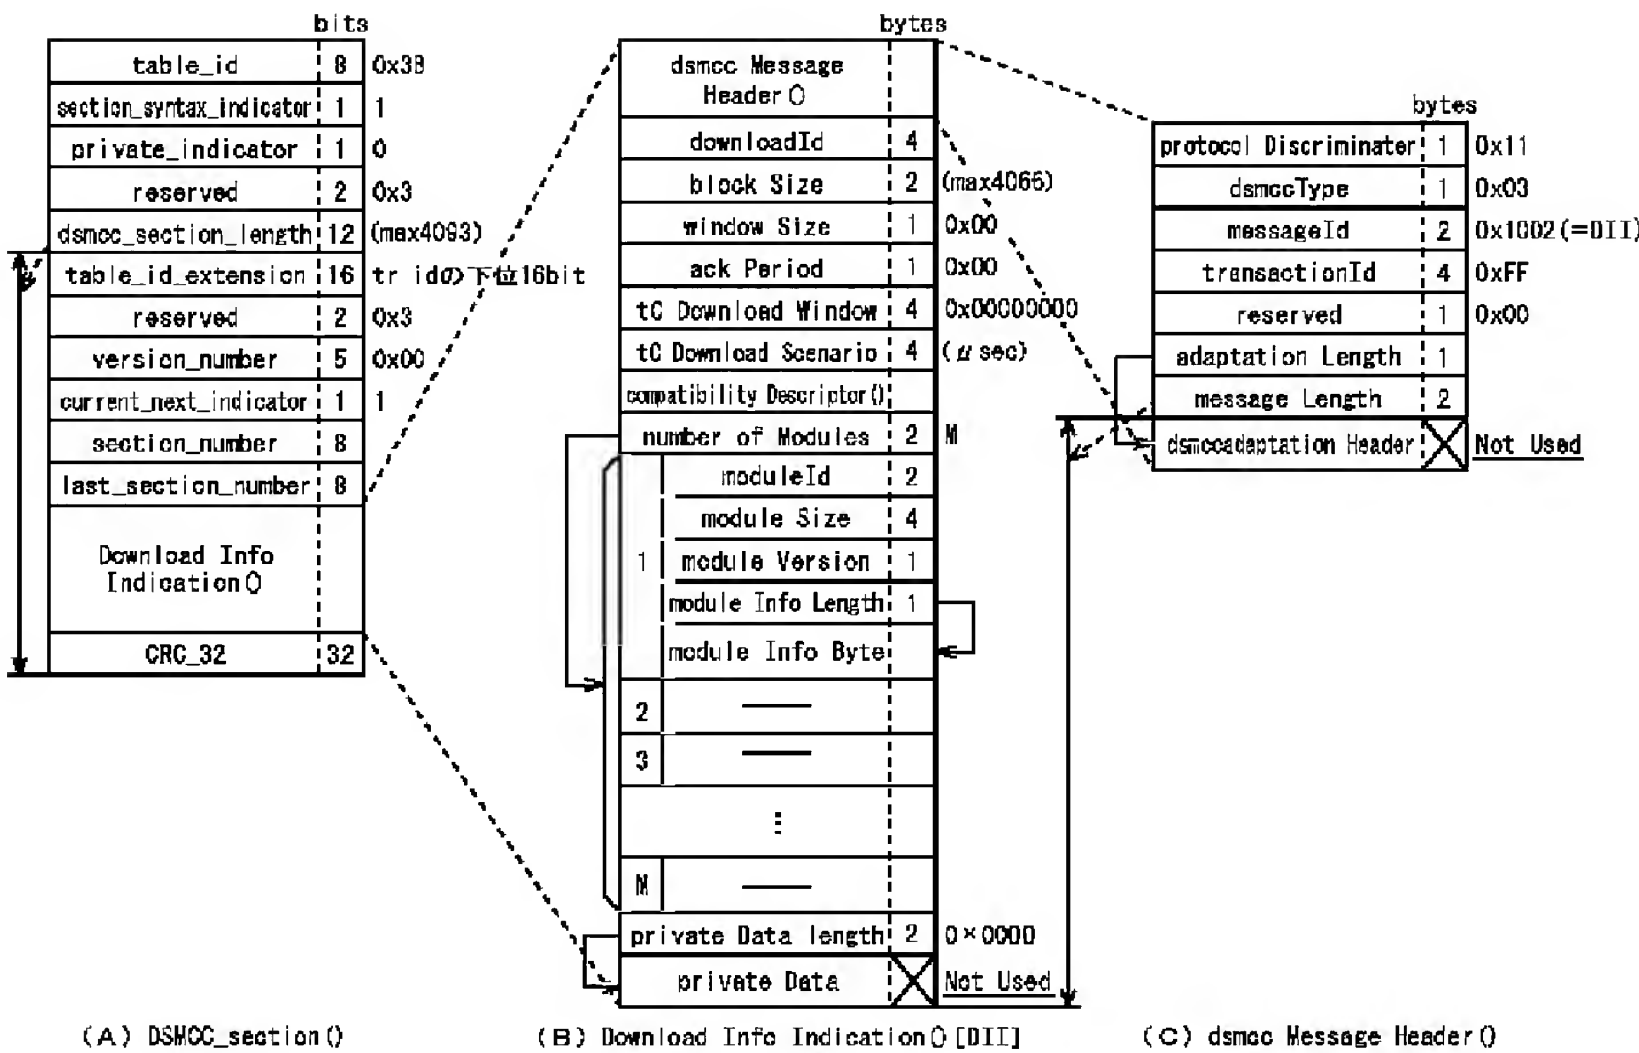 bits
table_id 8 0x3B
section_syntax_indicator 1 1
private_indicator 1 0
reserved 2 0x3
dsmcc_section_length 12 (max4093)
table_id_extension 16 tr idの下位16bit
reserved 2 0x3
version_number 5 0x00
current_next_indicator 1 1
section_number 8
last_section_number 8
Download Info
Indication()
CRC_32 32
(A) DSMCC_section()
bytes
dsmcc Message
Header()
downloadId 4
block Size 2 (max4066)
window Size 1 0x00
ack Period 1 0x00
tC Download Window 4 0x00000000
tC Download Scenario 4 (μsec)
compatibility Descriptor()
number of Modules 2 M
1
moduleId 2
module Size 4
module Version 1
module Info Length 1
module Info Byte
2
3
⋮
M
private Data length 2 0×0000
private Data Not Used
(B) Download Info Indication()[DII]
bytes
protocol Discriminater 1 0x11
dsmccType 1 0x03
messageId 2 0x1002(=DII)
transactionId 4 0xFF
reserved 1 0x00
adaptation Length 1
message Length 2
dsmccadaptation Header Not Used
(C) dsmcc Message Header()